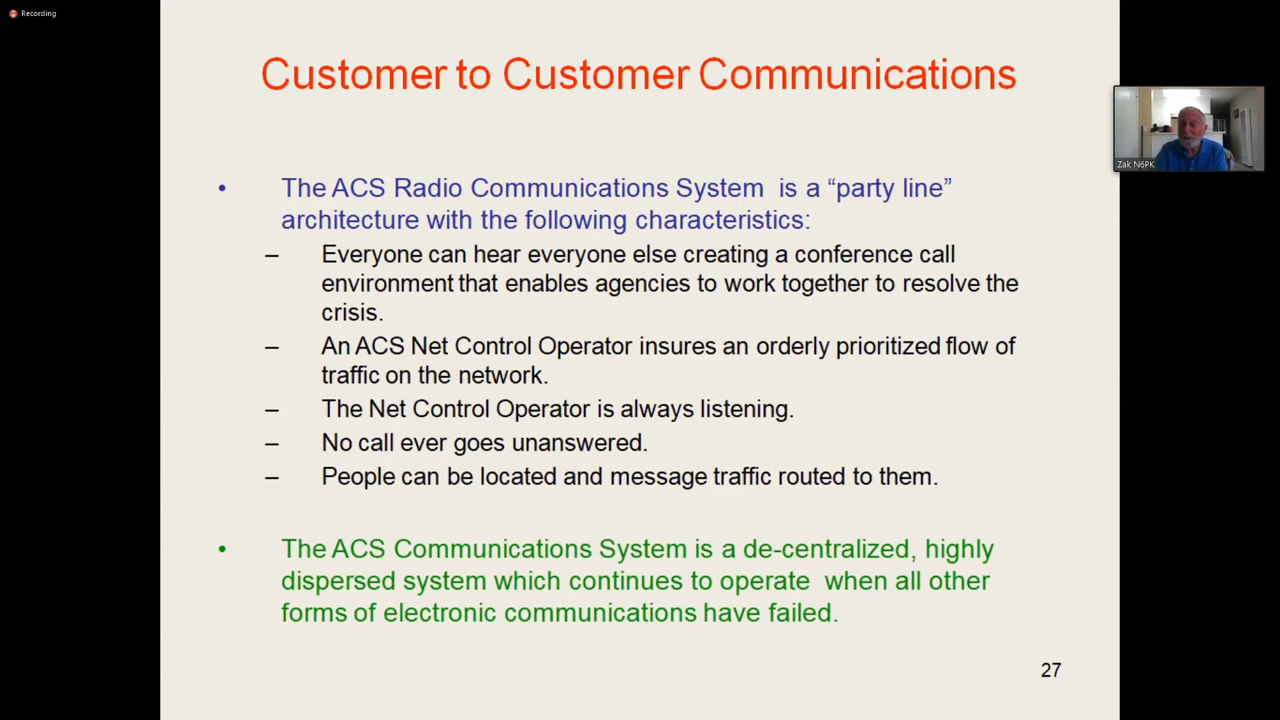 Recording
Customer to Customer Communications
Zak N6PK
• The ACS Radio Communications System is a “party line”
architecture with the following characteristics:
– Everyone can hear everyone else creating a conference call
environment that enables agencies to work together to resolve the
crisis.
– An ACS Net Control Operator insures an orderly prioritized flow of
traffic on the network.
– The Net Control Operator is always listening.
– No call ever goes unanswered.
– People can be located and message traffic routed to them.
• The ACS Communications System is a de-centralized, highly
dispersed system which continues to operate when all other
forms of electronic communications have failed.
27